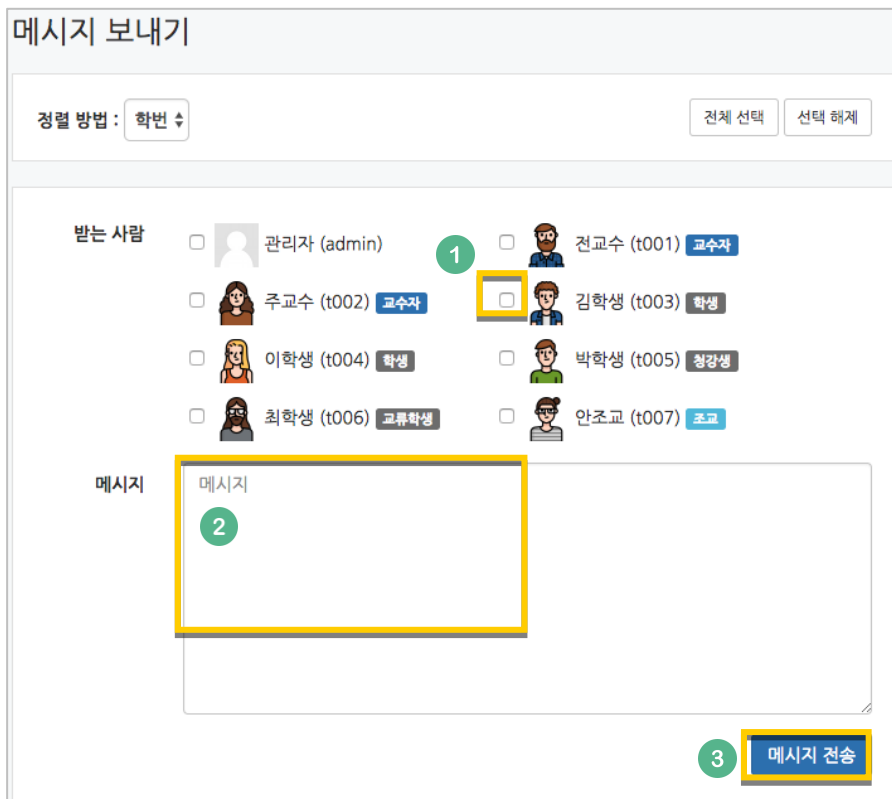 메시지 보내기
정렬 방법 : 학번 전체 선택 선택 해제
받는 사람 관리자 (admin) 1 전교수 (t001) 교수자
주교수 (t002) 교수자 김학생 (t003) 학생
이학생 (t004) 학생 박학생 (t005) 청강생
최학생 (t006) 교류학생 안조교 (t007) 조교
메시지 메시지
2
3 메시지 전송